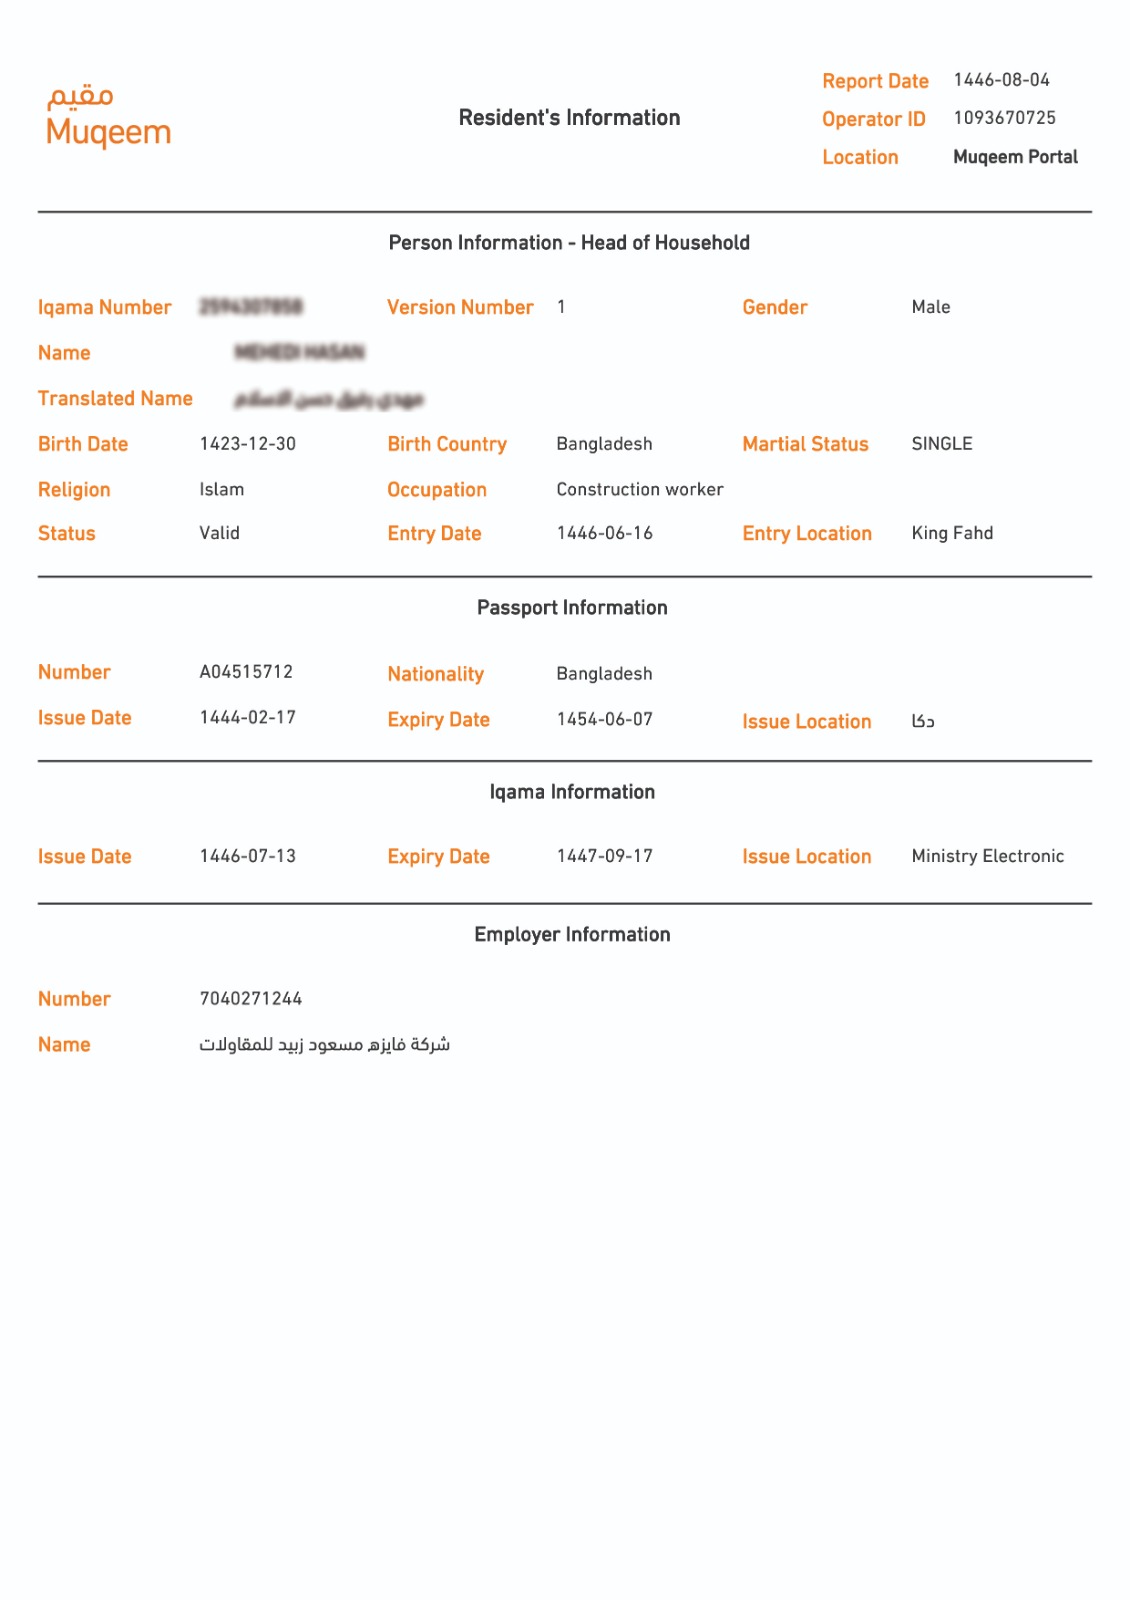 مقيم
Muqeem
Resident's Information
Report Date 1446-08-04
Operator ID 1093670725
Location Muqeem Portal
Person Information - Head of Household
Iqama Number Version Number 1 Gender Male
Name
Translated Name
Birth Date 1423-12-30 Birth Country Bangladesh Martial Status SINGLE
Religion Islam Occupation Construction worker
Status Valid Entry Date 1446-06-16 Entry Location King Fahd
Passport Information
Number A04515712 Nationality Bangladesh
Issue Date 1444-02-17 Expiry Date 1454-06-07 Issue Location دكا
Iqama Information
Issue Date 1446-07-13 Expiry Date 1447-09-17 Issue Location Ministry Electronic
Employer Information
Number 7040271244
Name شركة فايزه مسعود زبيد للمقاولات